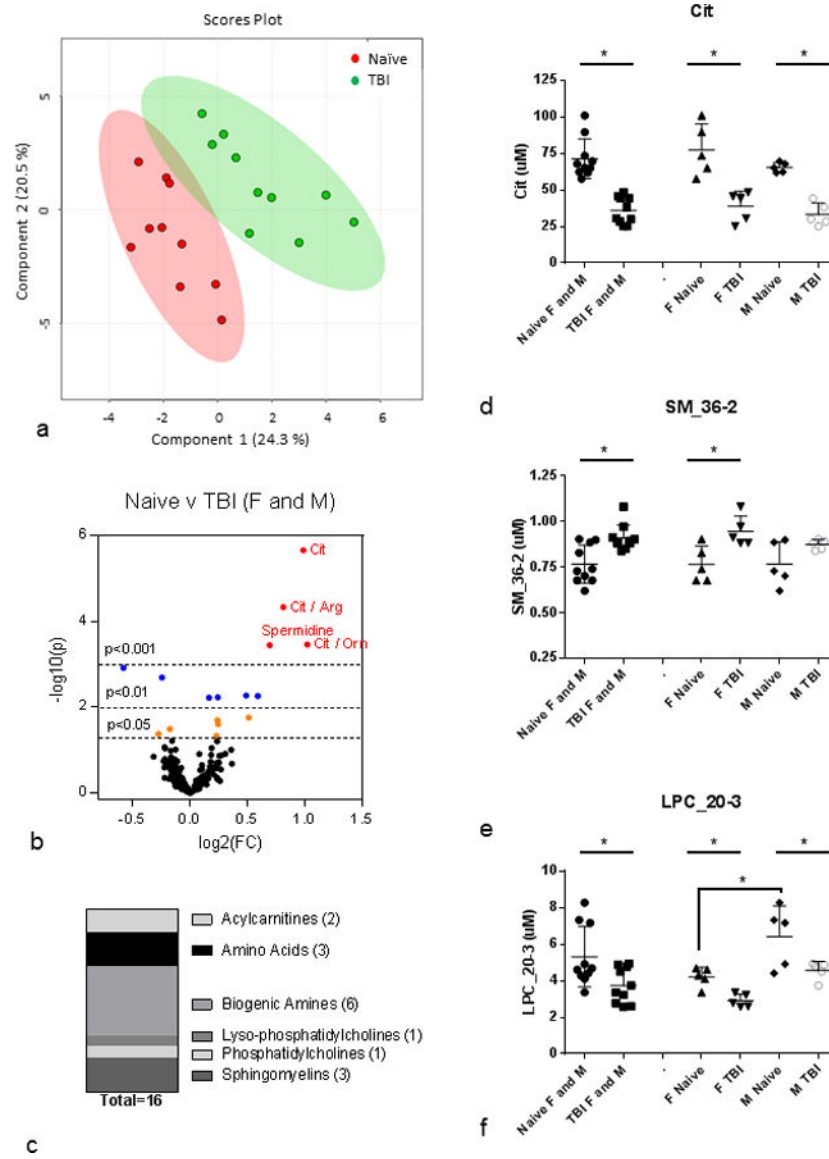 Scores Plot
Naïve
TBI
5
0
-5
Component 2 (20.5 %)
-4
-2
0
2
4
6
Component 1 (24.3 %)
a
Naive v TBI (F and M)
6
4
2
0
-log10(p)
Cit
Cit / Arg
Spermidine
Cit / Orn
p<0.001
p<0.01
p<0.05
-0.5
0.0
0.5
1.0
1.5
log2(FC)
b
Acylcarnitines (2)
Amino Acids (3)
Biogenic Amines (6)
Lyso-phosphatidylcholines (1)
Phosphatidylcholines (1)
Sphingomyelins (3)
Total=16
c
Cit
*
*
*
125
100
75
50
25
0
Cit (uM)
Naive F and M
TBI F and M
-
F Naive
F TBI
M Naive
M TBI
d
SM_36-2
*
*
1.25
1.00
0.75
0.50
0.25
SM_36-2 (uM)
Naive F and M
TBI F and M
-
F Naive
F TBI
M Naive
M TBI
e
LPC_20-3
*
*
*
*
8
6
4
2
0
LPC_20-3 (uM)
Naive F and M
TBI F and M
-
F Naive
F TBI
M Naive
M TBI
f